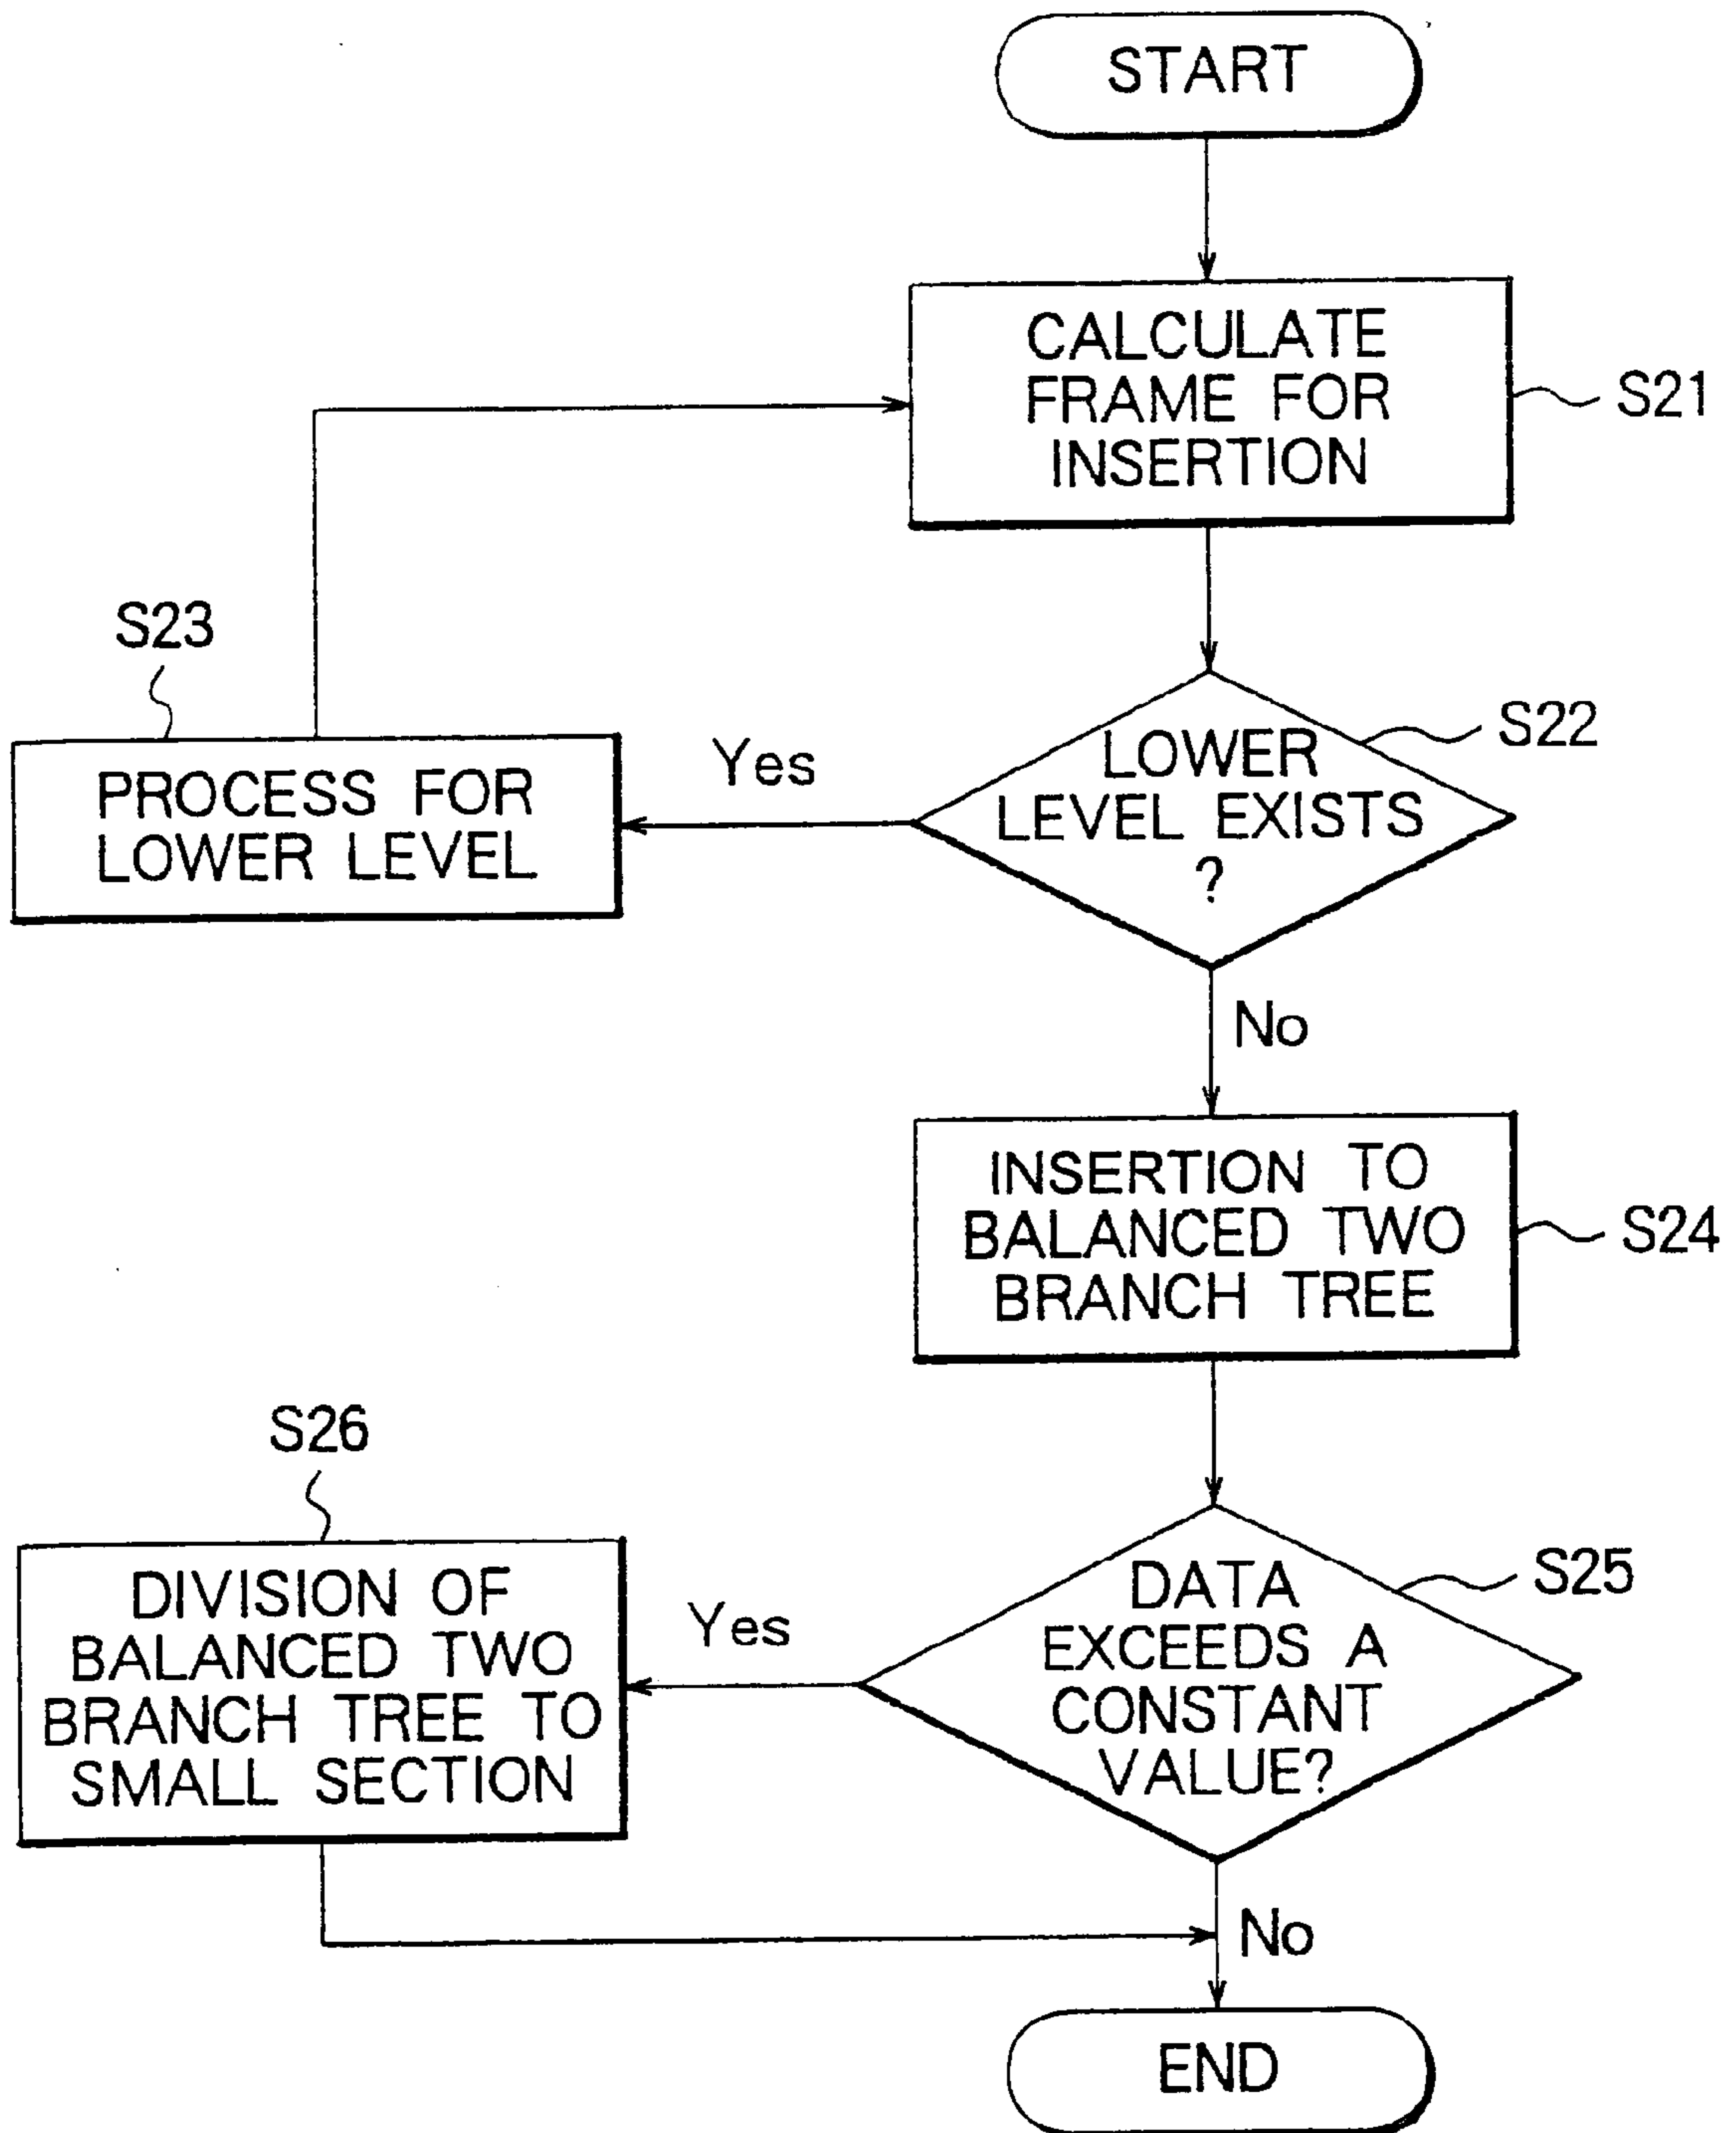 START
CALCULATE
FRAME FOR
INSERTION
S21
S23
PROCESS FOR
LOWER LEVEL
Yes
LOWER
LEVEL EXISTS
?
S22
No
INSERTION TO
BALANCED TWO
BRANCH TREE
S24
S26
DIVISION OF
BALANCED TWO
BRANCH TREE TO
SMALL SECTION
Yes
DATA
EXCEEDS A
CONSTANT
VALUE?
S25
No
END